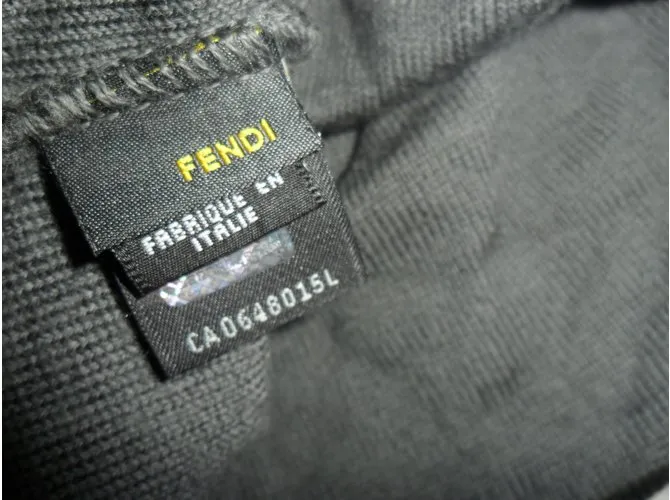 FENDI
FABRIQUE EN
ITALIE
CA0648015L